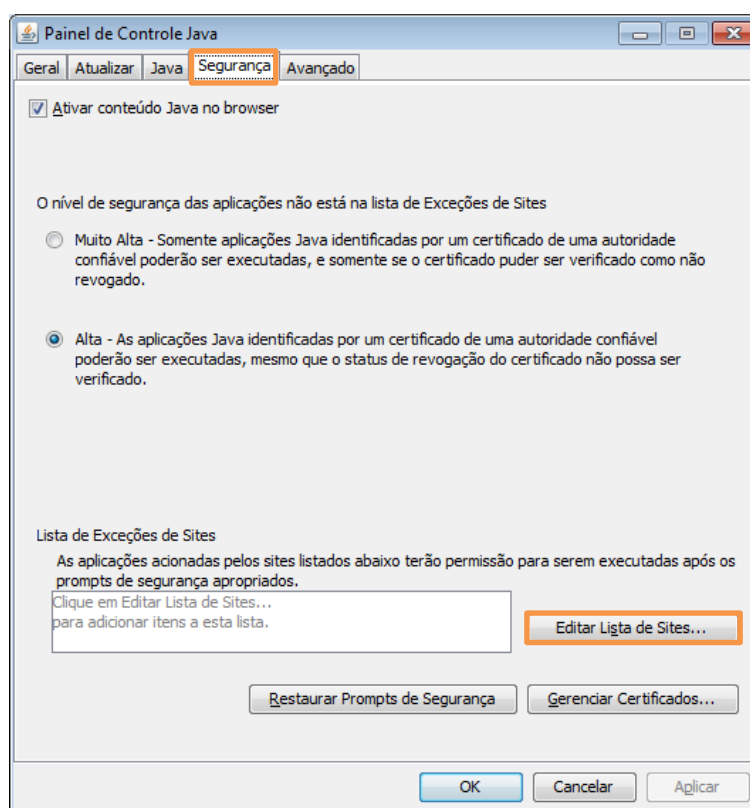 Painel de Controle Java
Geral Atualizar Java Segurança Avançado
Ativar conteúdo Java no browser
O nível de segurança das aplicações não está na lista de Exceções de Sites
Muito Alta - Somente aplicações Java identificadas por um certificado de uma autoridade
confiável poderão ser executadas, e somente se o certificado puder ser verificado como não
revogado.
Alta - As aplicações Java identificadas por um certificado de uma autoridade confiável
poderão ser executadas, mesmo que o status de revogação do certificado não possa ser
verificado.
Lista de Exceções de Sites
As aplicações acionadas pelos sites listados abaixo terão permissão para serem executadas após os
prompts de segurança apropriados.
Clique em Editar Lista de Sites...
para adicionar itens a esta lista.
Editar Lista de Sites...
Restaurar Prompts de Segurança Gerenciar Certificados...
OK Cancelar Aplicar